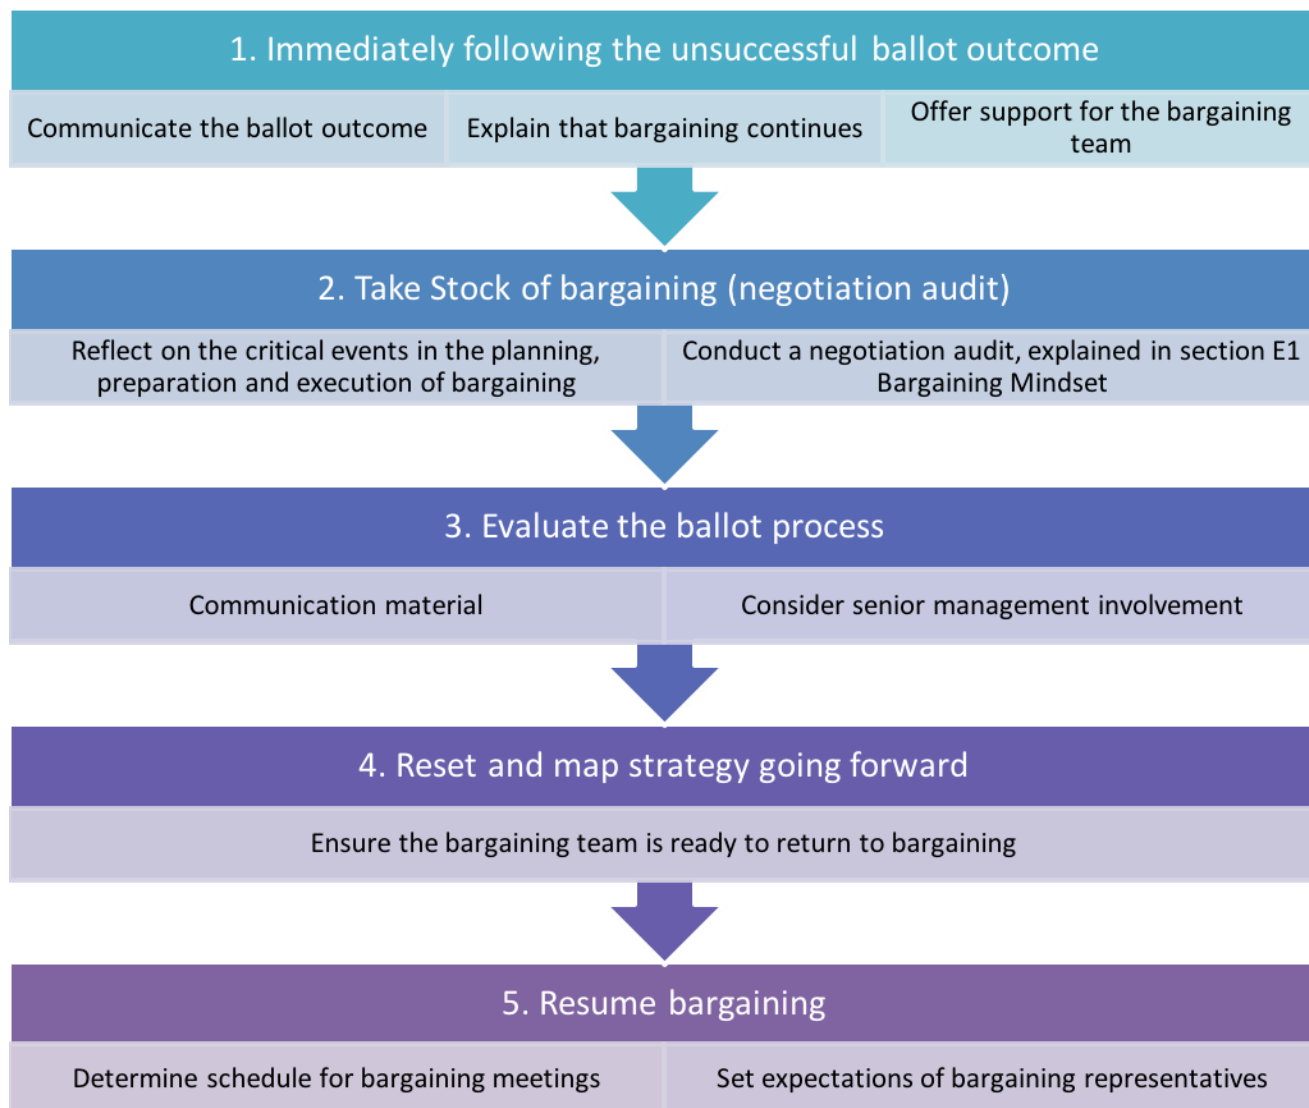 1. Immediately following the unsuccessful ballot outcome
Communicate the ballot outcome
Explain that bargaining continues
Offer support for the bargaining
team
2. Take Stock of bargaining (negotiation audit)
Reflect on the critical events in the planning,
preparation and execution of bargaining
Conduct a negotiation audit, explained in section E1
Bargaining Mindset
3. Evaluate the ballot process
Communication material
Consider senior management involvement
4. Reset and map strategy going forward
Ensure the bargaining team is ready to return to bargaining
5. Resume bargaining
Determine schedule for bargaining meetings
Set expectations of bargaining representatives